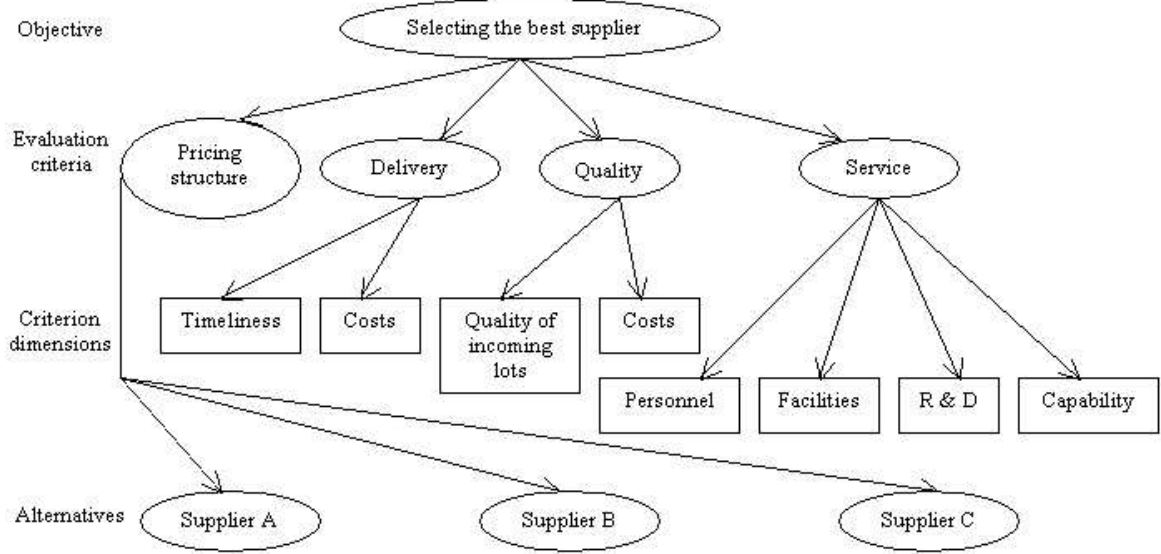 Objective
Selecting the best supplier
Evaluation
criteria
Pricing
structure
Delivery
Quality
Service
Criterion
dimensions
Timeliness
Costs
Quality of
incoming
lots
Costs
Personnel
Facilities
R & D
Capability
Alternatives
Supplier A
Supplier B
Supplier C